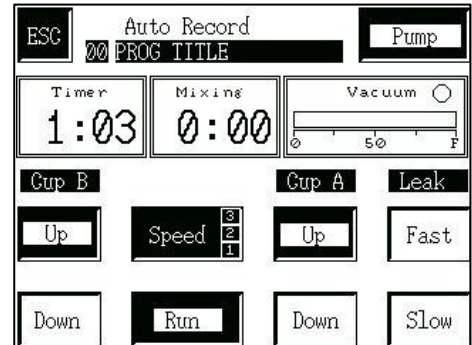 ESC
Auto Record
Pump
00 PROG TITLE
Timer
Mixing
Vacuum
1:03
0:00
0 50 F
Cup B
Cup A
Leak
Up
Speed
3
2
1
Up
Fast
Down
Run
Down
Slow